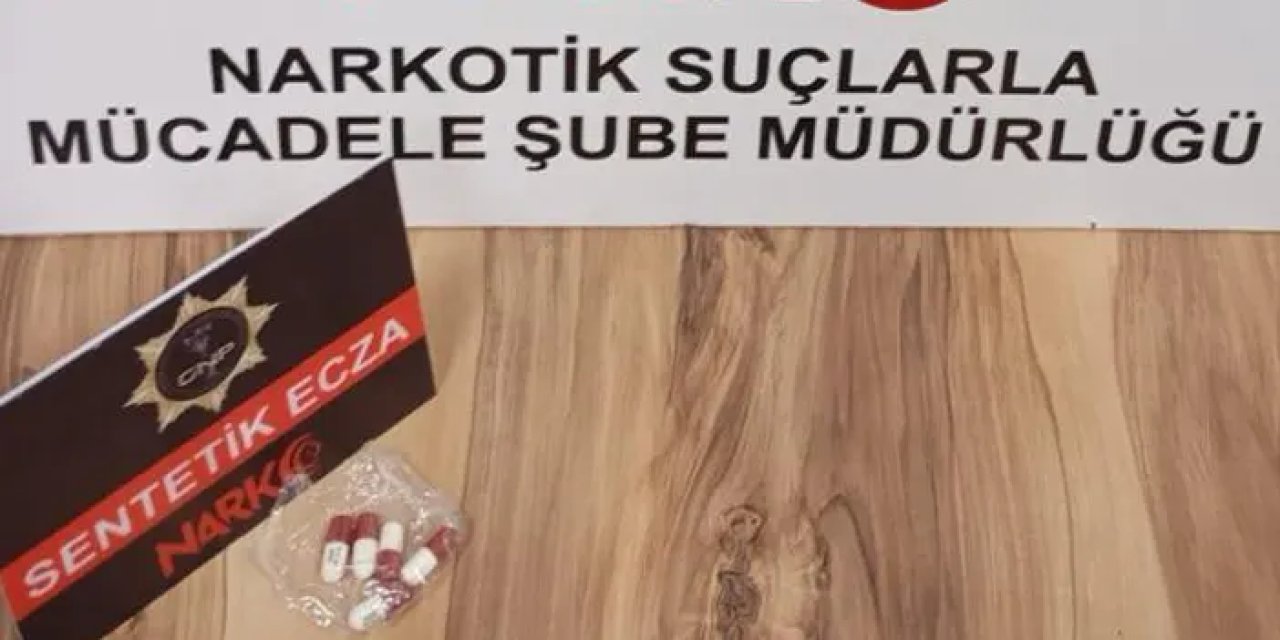 NARKOTİK SUÇLARLA
MÜCADELE ŞUBE MÜDÜRLÜĞÜ
SENTETİK ECZA
NARKO